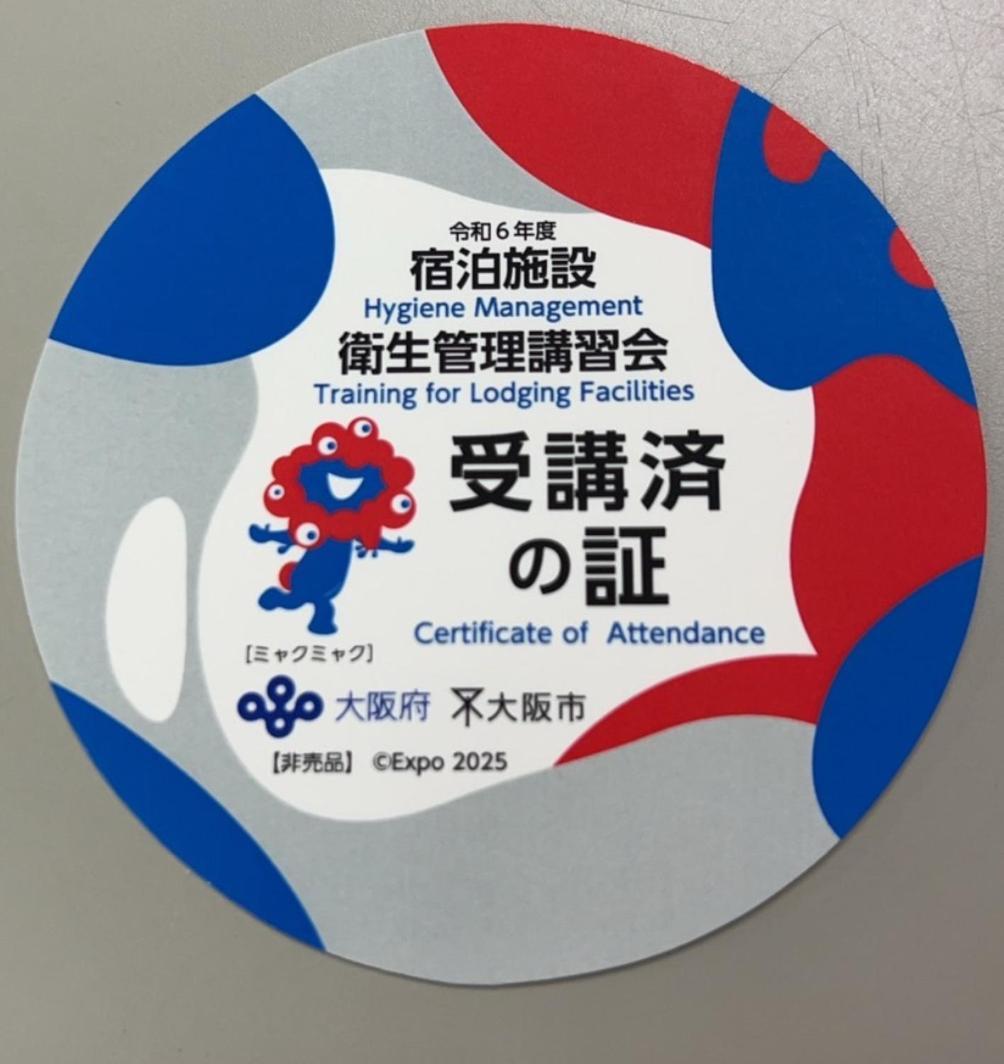 令和6年度
宿泊施設
Hygiene Management
衛生管理講習会
Training for Lodging Facilities
受講済
の証
Certificate of Attendance
[ミャクミャク]
大阪府 大阪市
【非売品】 ©Expo 2025